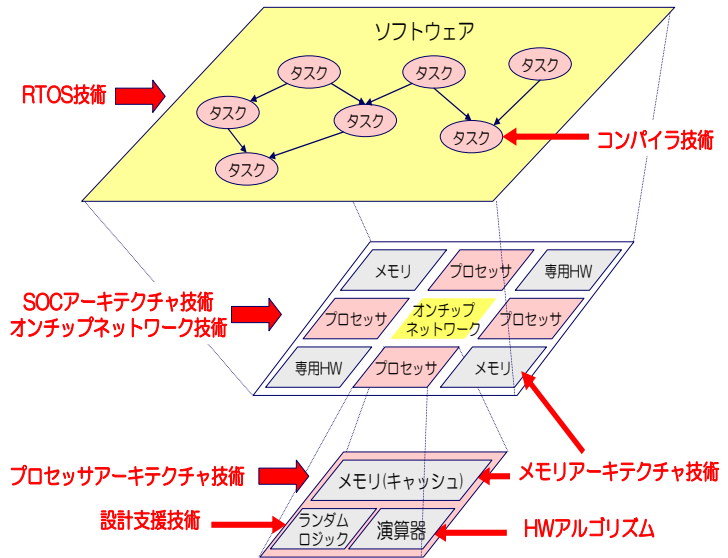 ソフトウェア
タスク
タスク
タスク
タスク
タスク
タスク
タスク
RTOS技術
コンパイラ技術
メモリ
プロセッサ
専用HW
SOCアーキテクチャ技術
オンチップネットワーク技術
プロセッサ
オンチップ
ネットワーク
プロセッサ
専用HW
プロセッサ
メモリ
プロセッサアーキテクチャ技術
メモリ(キャッシュ)
メモリアーキテクチャ技術
設計支援技術
ランダム
ロジック
演算器
HWアルゴリズム